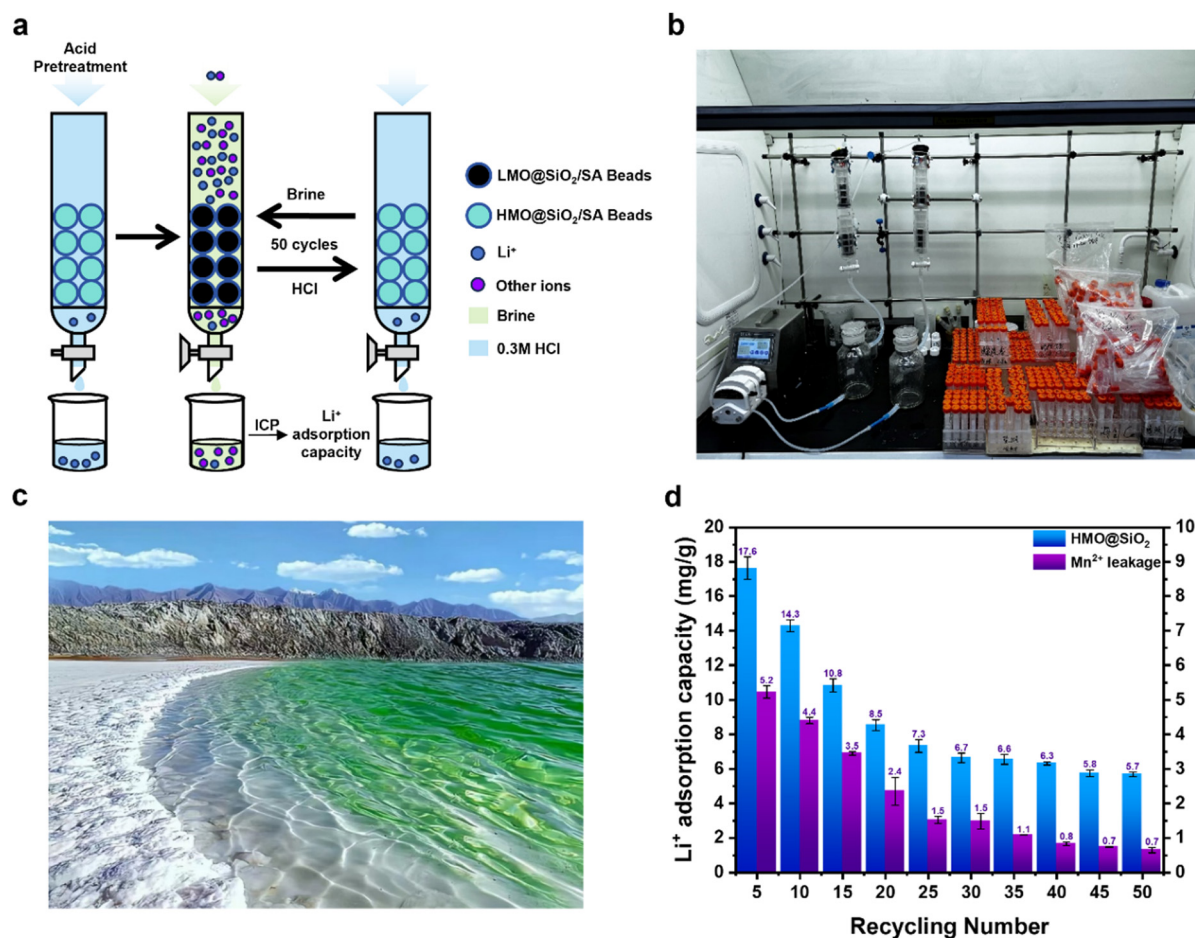 a
Acid
Pretreatment
Brine
50 cycles
HCl
LMO@SiO₂/SA Beads
HMO@SiO₂/SA Beads
Li⁺
Other ions
Brine
0.3M HCl
ICP
Li⁺
adsorption
capacity
b
c
d
Li⁺ adsorption capacity (mg/g)
20
18
16
14
12
10
8
6
4
2
0
HMO@SiO₂
Mn²⁺ leakage
17.6
14.3
10.8
8.5
7.3
6.7
6.6
6.3
5.8
5.7
5.2
4.4
3.5
2.4
1.5
1.5
1.1
0.8
0.7
0.7
10
9
8
7
6
5
4
3
2
1
0
5 10 15 20 25 30 35 40 45 50
Recycling Number